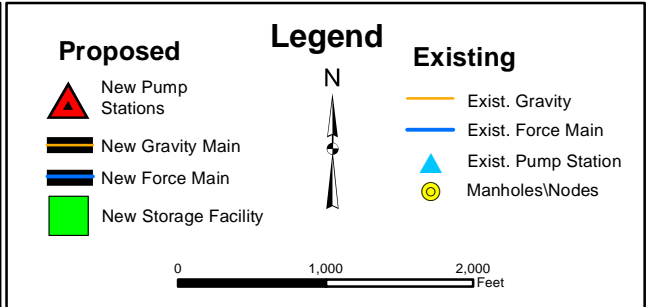 Legend
Proposed
New Pump
Stations
New Gravity Main
New Force Main
New Storage Facility
N
Existing
Exist. Gravity
Exist. Force Main
Exist. Pump Station
Manholes\Nodes
0 1,000 2,000
Feet